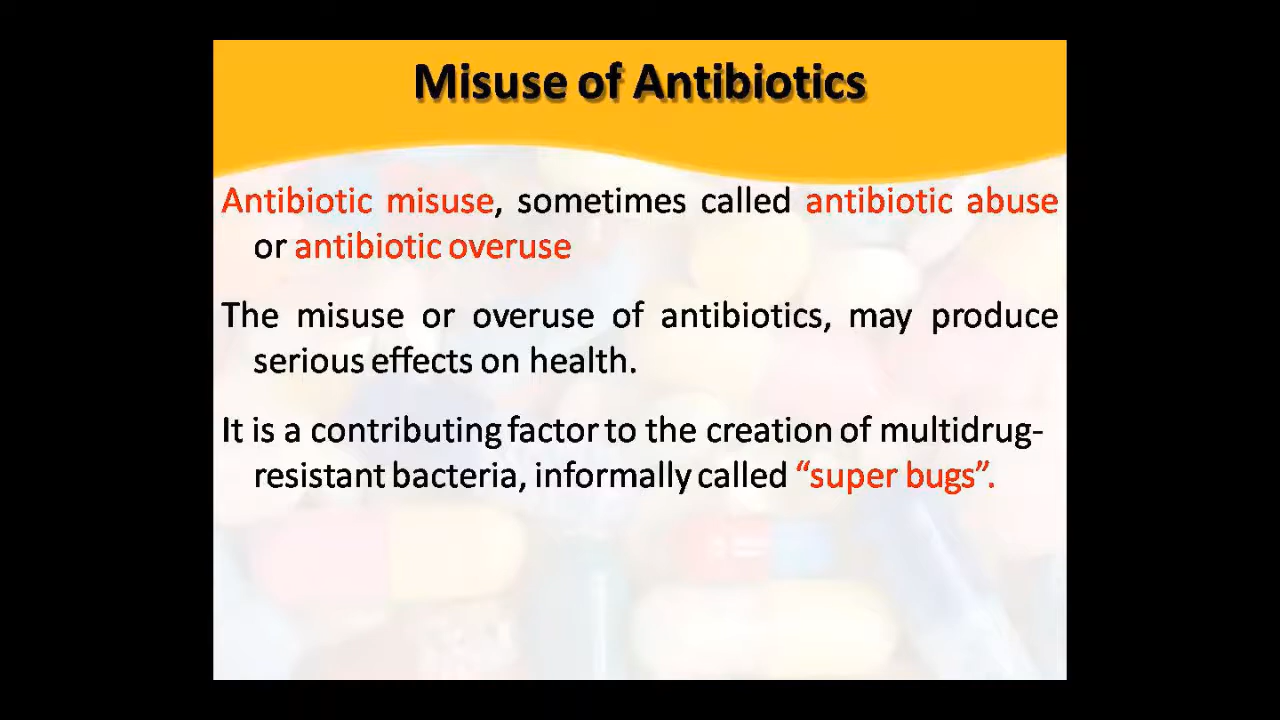 Misuse of Antibiotics
Antibiotic misuse, sometimes called antibiotic abuse
or antibiotic overuse
The misuse or overuse of antibiotics, may produce
serious effects on health.
It is a contributing factor to the creation of multidrug-
resistant bacteria, informally called “super bugs”.